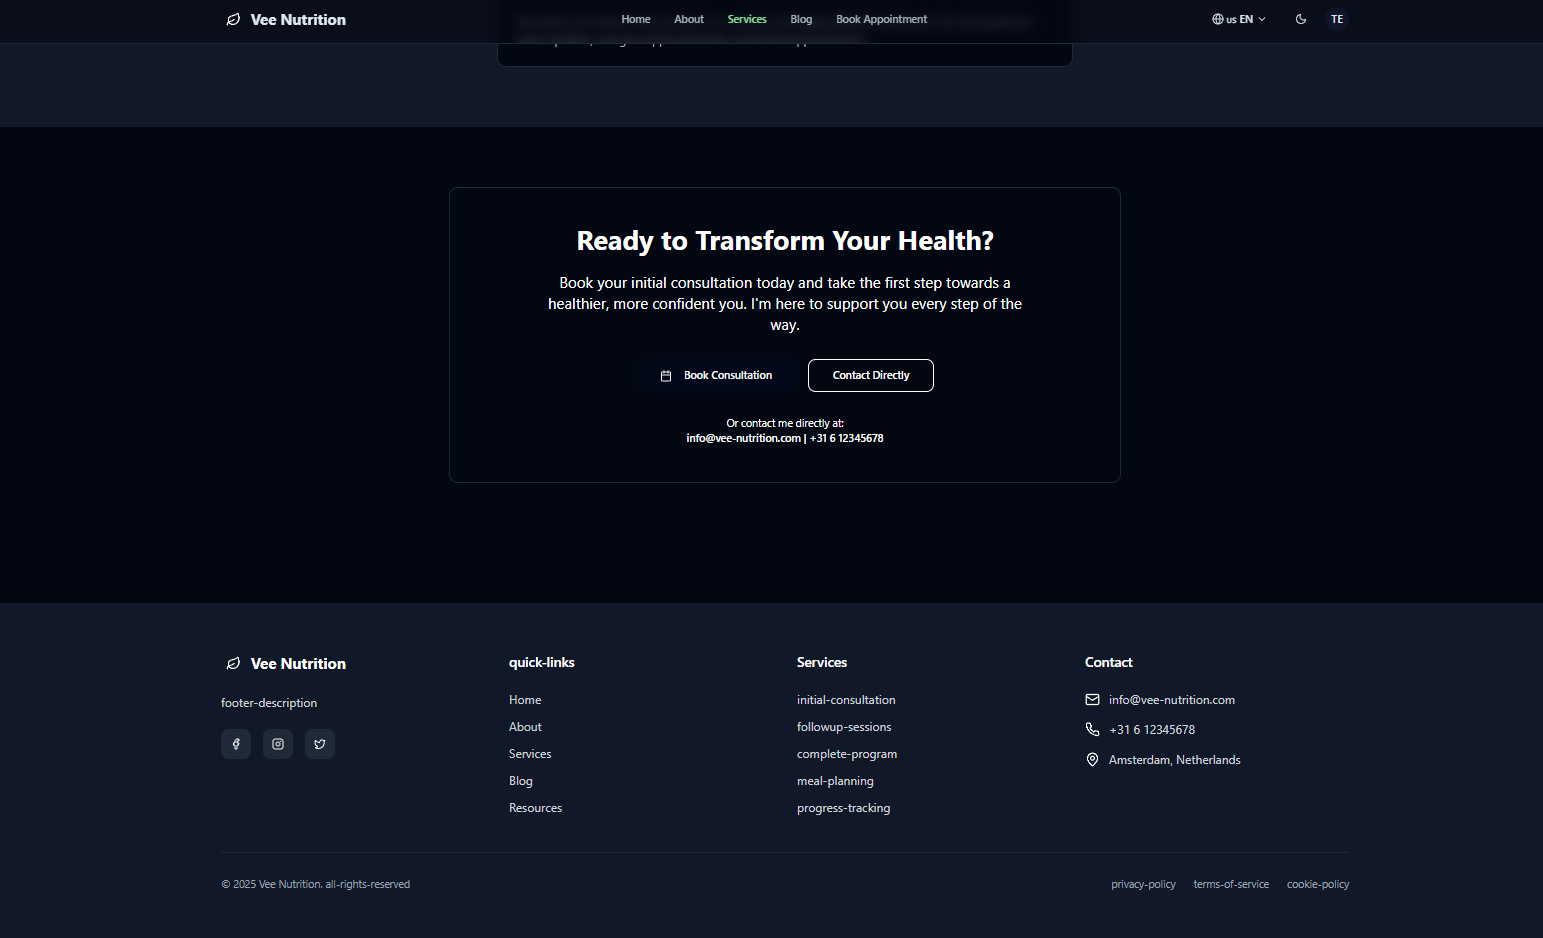 Vee Nutrition
Home About Services Blog Book Appointment
us EN
TE
Ready to Transform Your Health?
Book your initial consultation today and take the first step towards a
healthier, more confident you. I'm here to support you every step of the
way.
Book Consultation
Contact Directly
Or contact me directly at:
info@vee-nutrition.com | +31 6 12345678
Vee Nutrition
footer-description
quick-links
Home
About
Services
Blog
Resources
Services
initial-consultation
followup-sessions
complete-program
meal-planning
progress-tracking
Contact
info@vee-nutrition.com
+31 6 12345678
Amsterdam, Netherlands
© 2025 Vee Nutrition. all-rights-reserved
privacy-policy terms-of-service cookie-policy